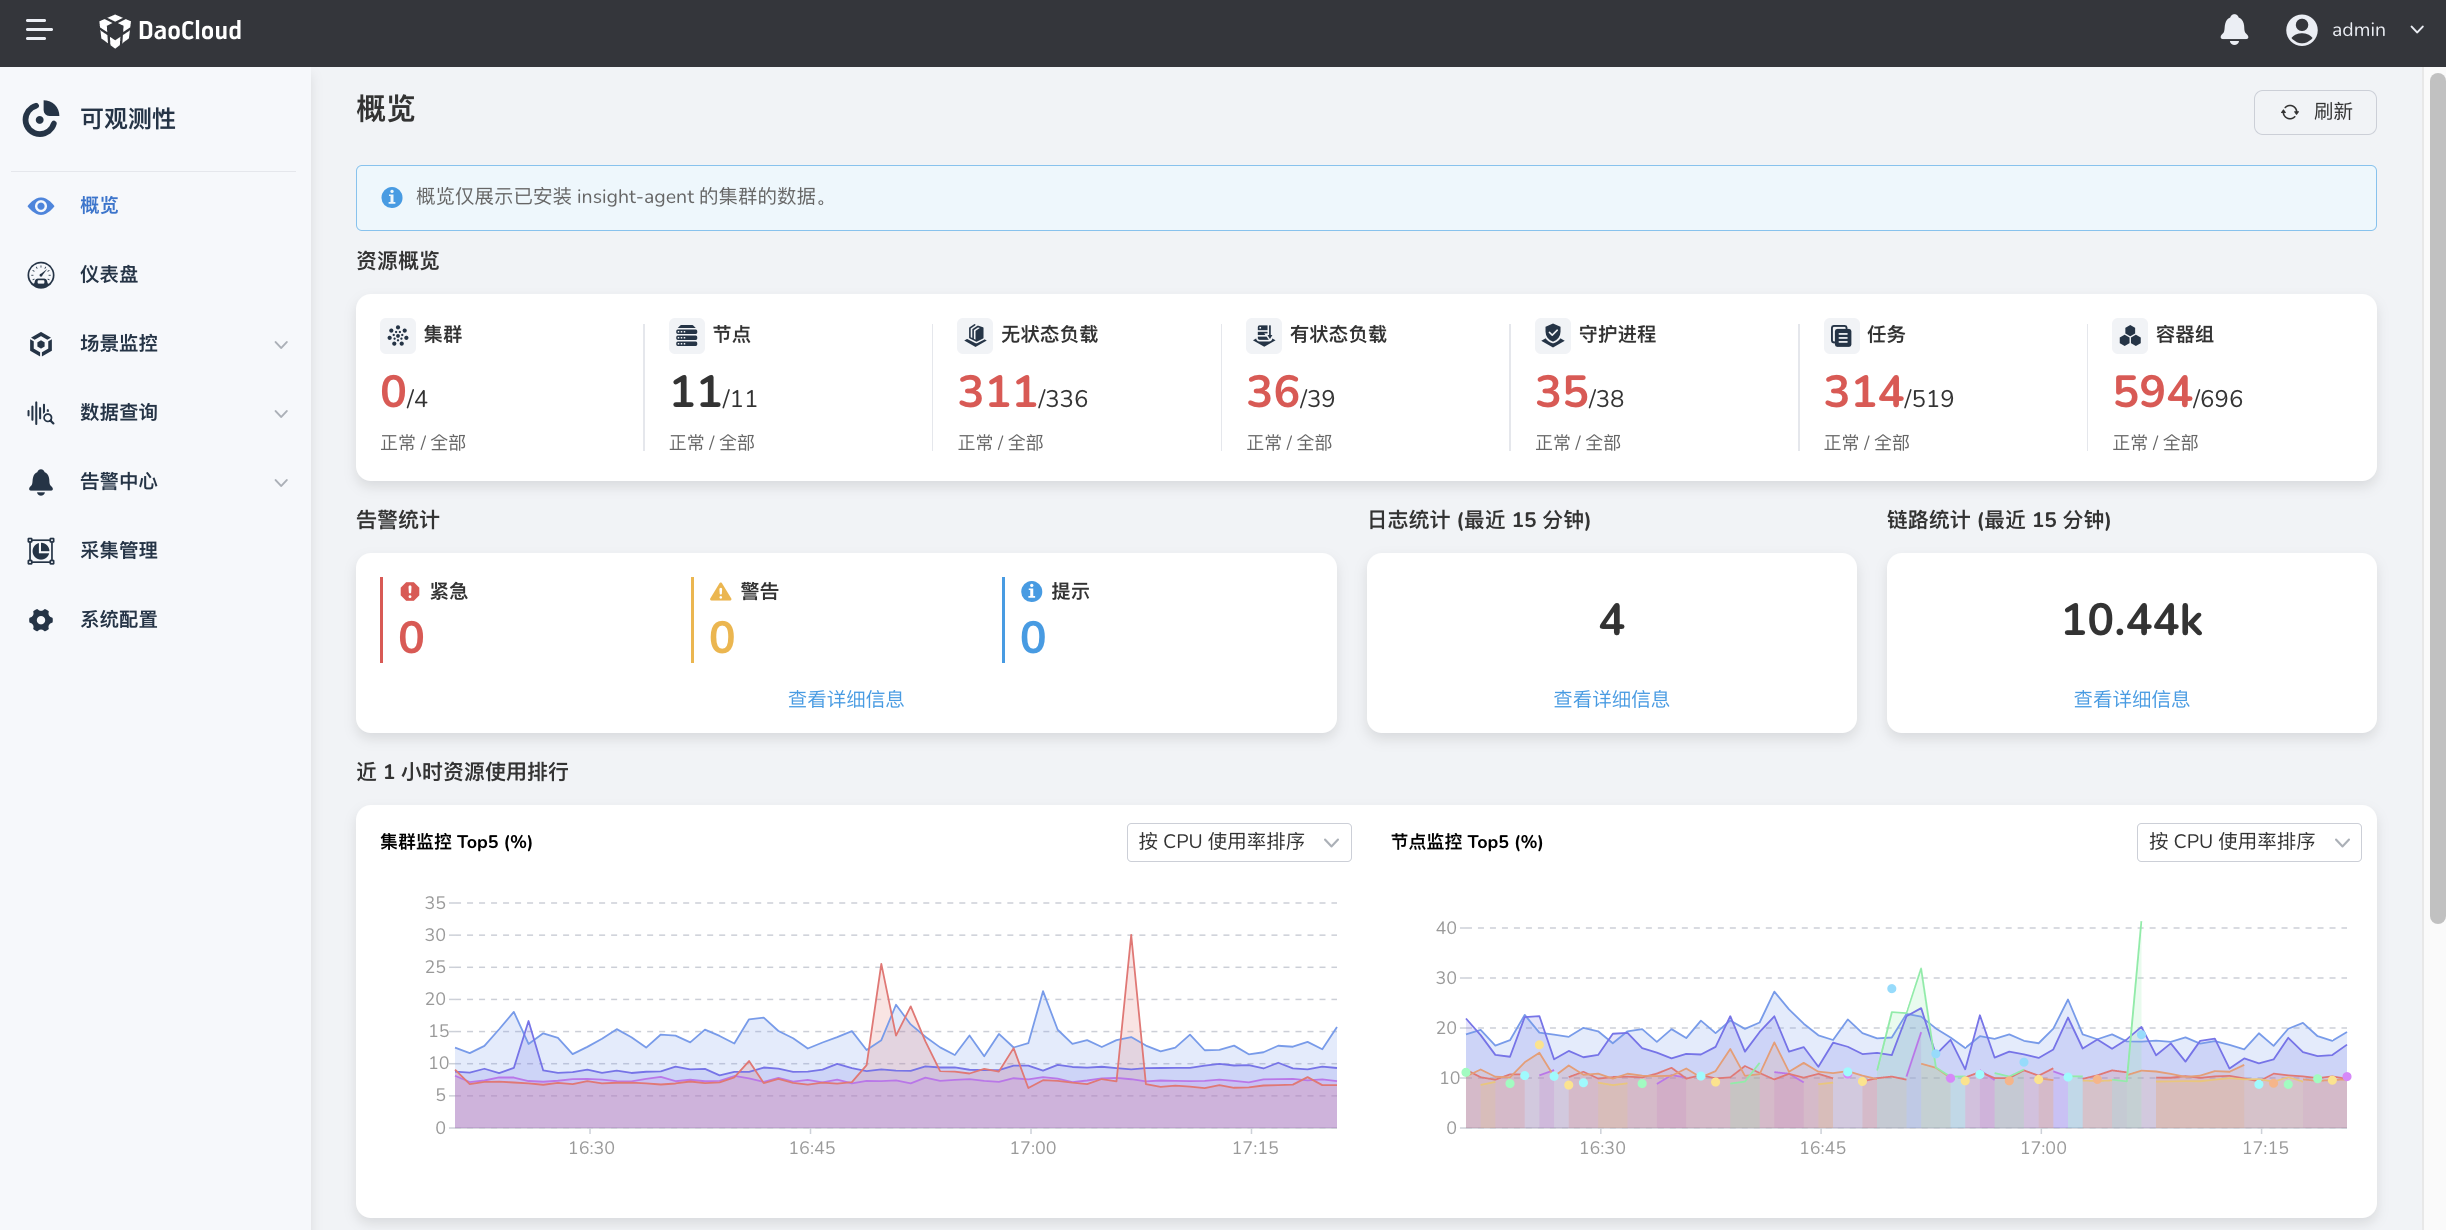 DaoCloud
admin
可观测性
概览
仪表盘
场景监控
数据查询
告警中心
采集管理
系统配置
概览
刷新
概览仅展示已安装 insight-agent 的集群的数据。
资源概览
集群
0/4
正常 / 全部
节点
11/11
正常 / 全部
无状态负载
311/336
正常 / 全部
有状态负载
36/39
正常 / 全部
守护进程
35/38
正常 / 全部
任务
314/519
正常 / 全部
容器组
594/696
正常 / 全部
告警统计
紧急
0
警告
0
提示
0
查看详细信息
日志统计 (最近 15 分钟)
4
查看详细信息
链路统计 (最近 15 分钟)
10.44k
查看详细信息
近 1 小时资源使用排行
集群监控 Top5 (%)
按 CPU 使用率排序
35
30
25
20
15
10
5
0
16:30 16:45 17:00 17:15
节点监控 Top5 (%)
按 CPU 使用率排序
40
30
20
10
0
16:30 16:45 17:00 17:15